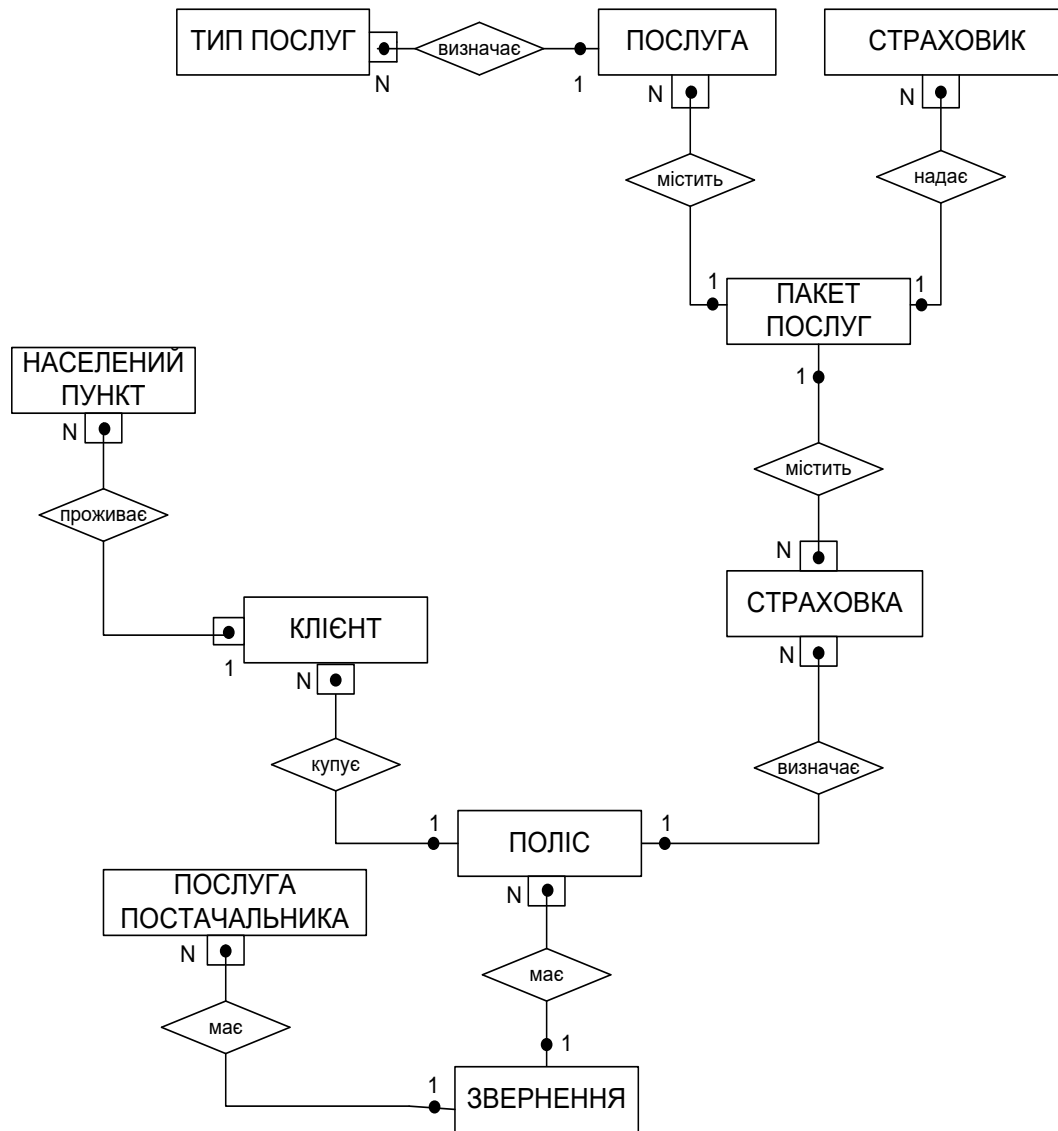 ТИП ПОСЛУГ
N
визначає
1
ПОСЛУГА
СТРАХОВИК
N
N
містить
надає
1
1
ПАКЕТ
ПОСЛУГ
1
НАСЕЛЕНИЙ
ПУНКТ
N
містить
проживає
N
СТРАХОВКА
КЛІЄНТ
1
N
N
купує
визначає
1
1
ПОЛІС
ПОСЛУГА
ПОСТАЧАЛЬНИКА
N
N
має
має
1
1
ЗВЕРНЕННЯ